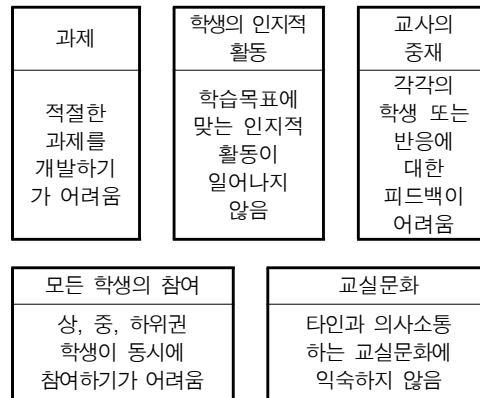 과제
적절한
과제를
개발하기
가 어려움
학생의 인지적
활동
학습목표에
맞는 인지적
활동이
일어나지
않음
교사의
중재
각각의
학생 또는
반응에
대한
피드백이
어려움
모든 학생의 참여
상, 중, 하위권
학생이 동시에
참여하기가 어려움
교실문화
타인과 의사소통
하는 교실문화에
익숙하지 않음